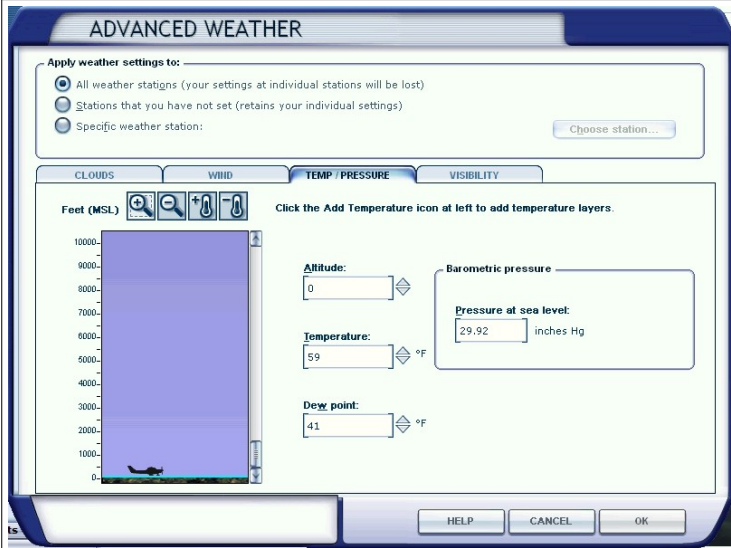 ADVANCED WEATHER
Apply weather settings to:
All weather stations (your settings at individual stations will be lost)
Stations that you have not set (retains your individual settings)
Specific weather station:
Choose station...
CLOUDS WIND TEMP / PRESSURE VISIBILITY
Feet (MSL)
Click the Add Temperature icon at left to add temperature layers.
10000
9000
8000
7000
6000
5000
4000
3000
2000
1000
0
Altitude:
0
Temperature:
59 °F
Dew point:
41 °F
Barometric pressure
Pressure at sea level:
29.92 inches Hg
ts
HELP CANCEL OK